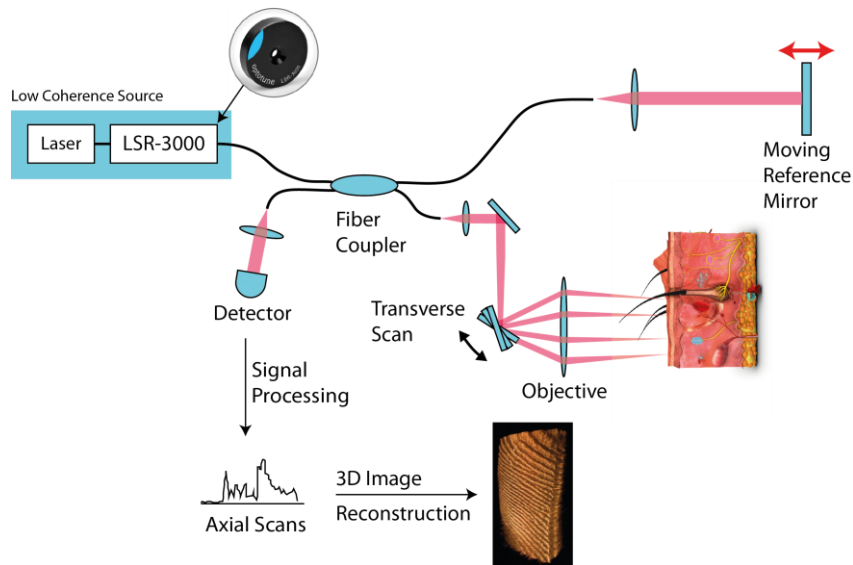 Low Coherence Source
Laser
LSR-3000
optotune
Moving
Reference
Mirror
Fiber
Coupler
Transverse
Scan
Detector
Objective
Signal
Processing
3D Image
Reconstruction
Axial Scans